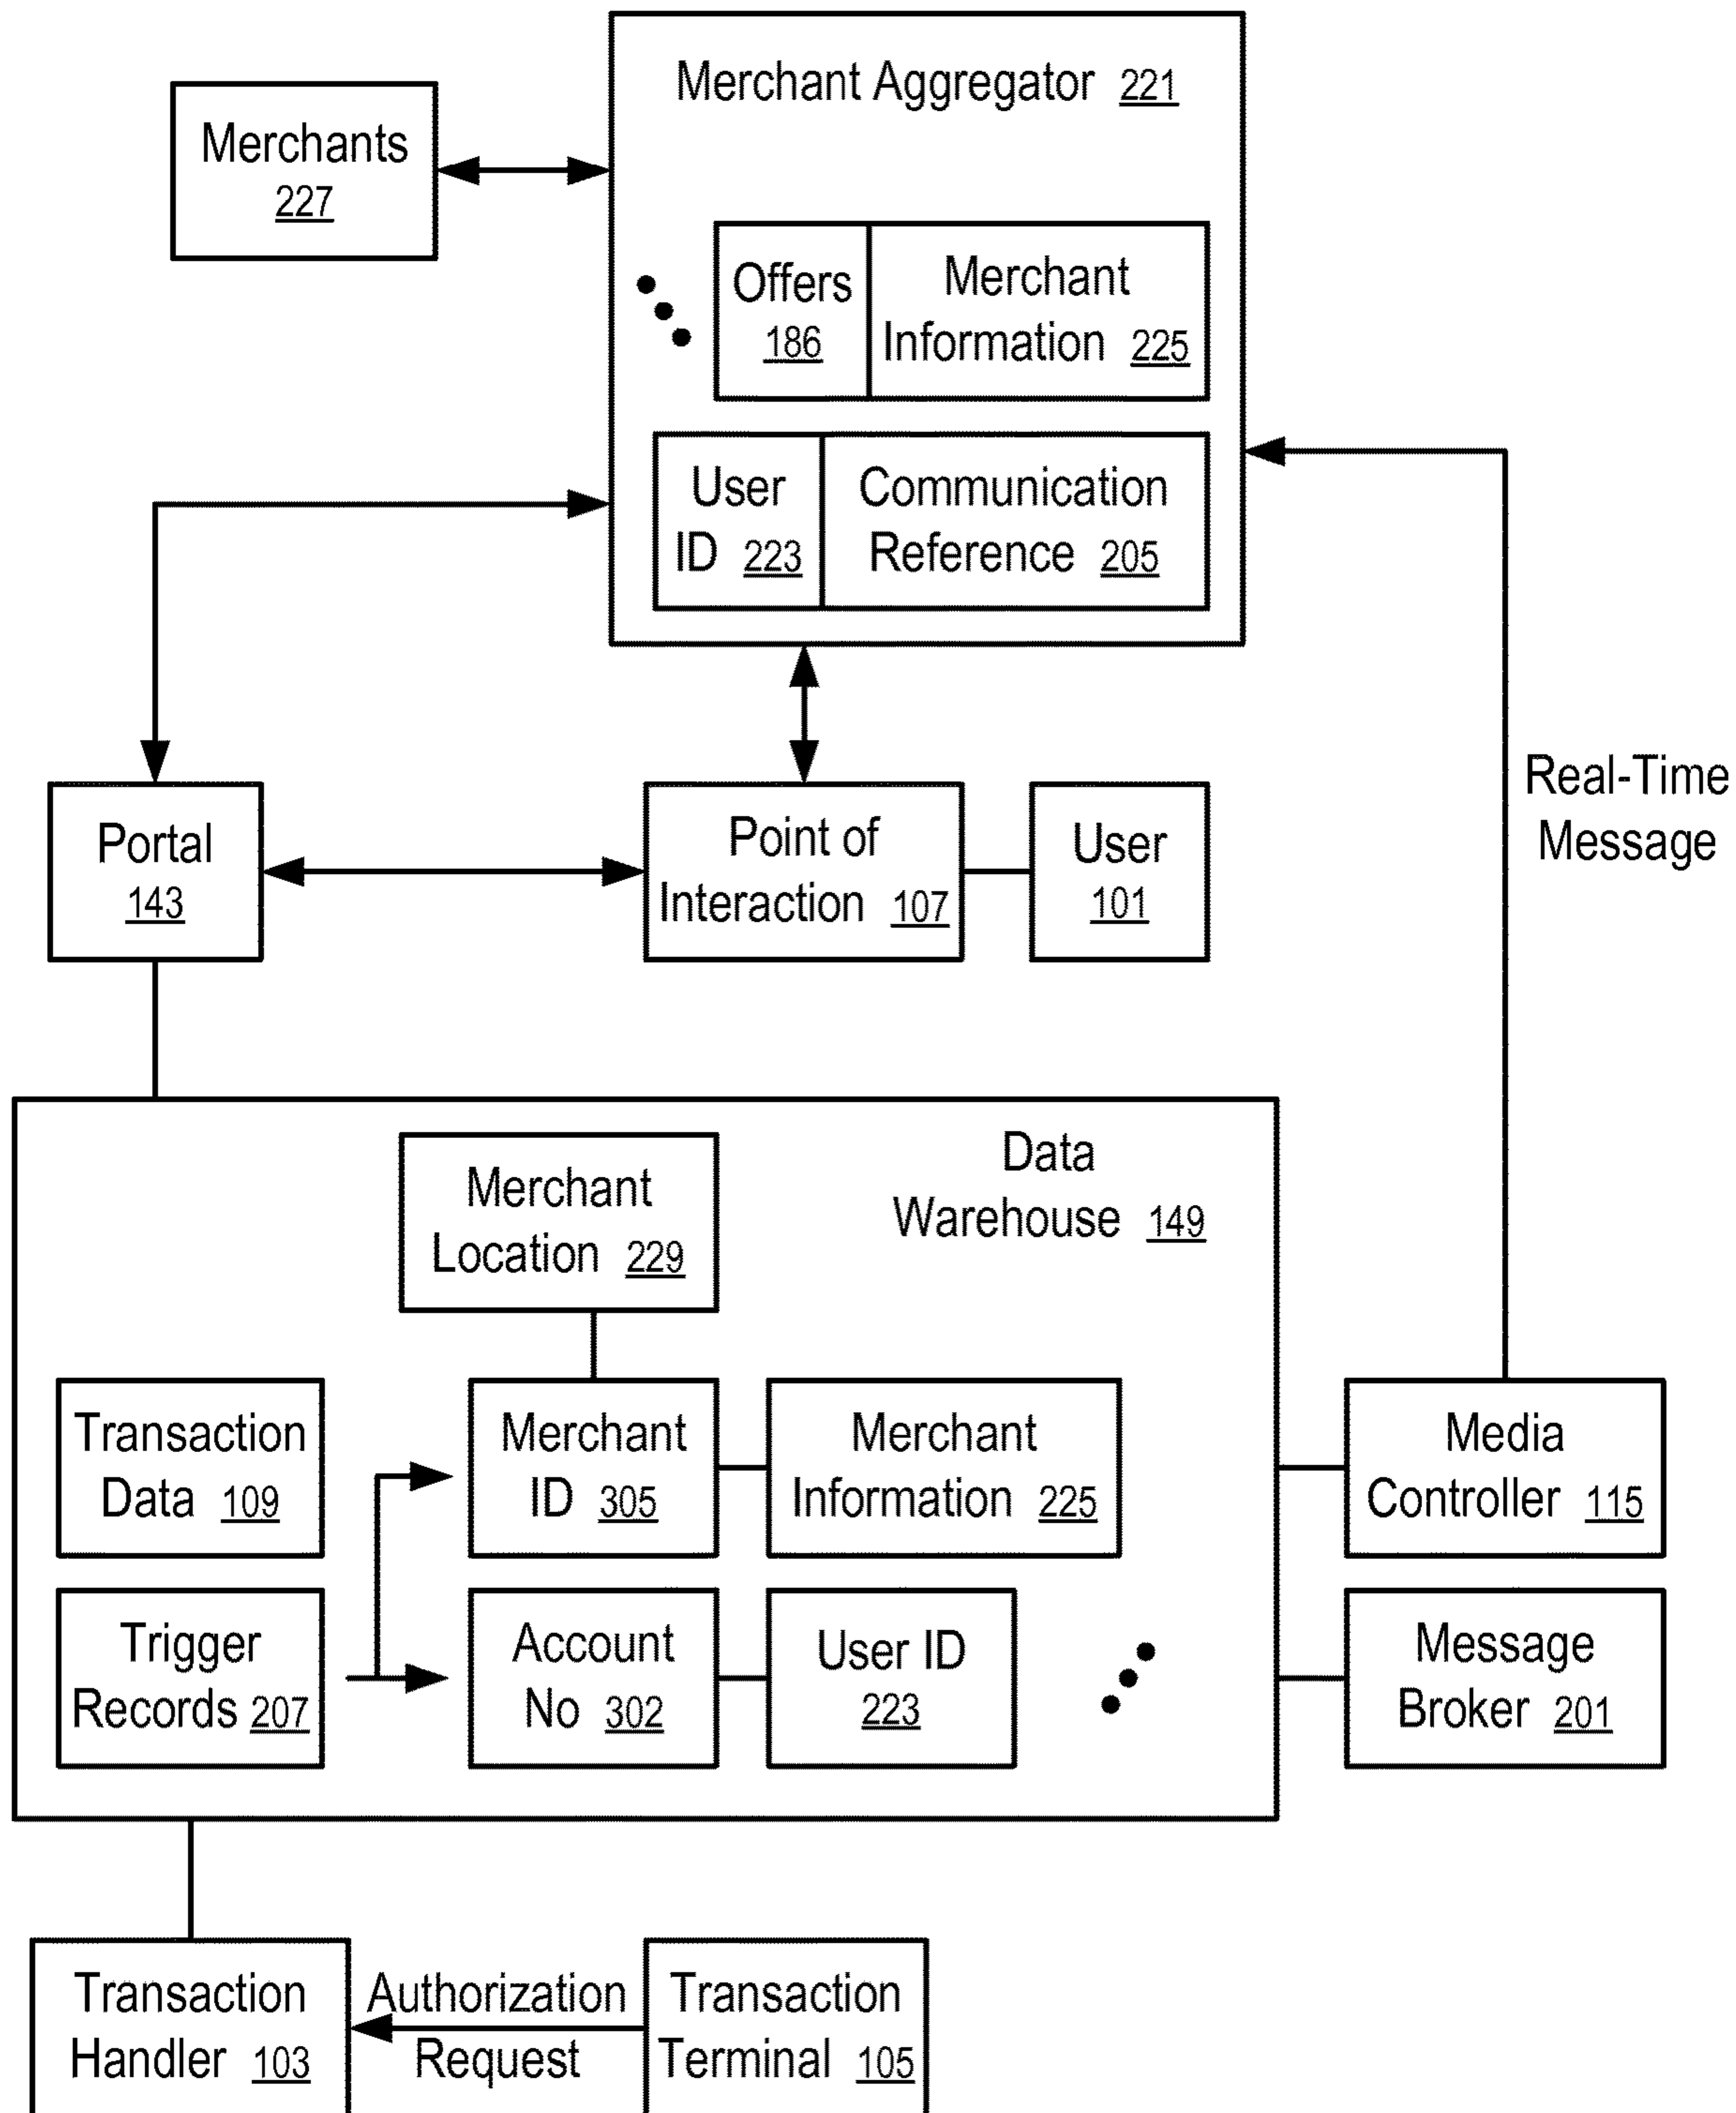 Merchant Aggregator 221
Merchants
227
Offers
186
Merchant
Information 225
User
ID 223
Communication
Reference 205
Real-Time
Message
Portal
143
Point of
Interaction 107
User
101
Data
Warehouse 149
Merchant
Location 229
Transaction
Data 109
Merchant
ID 305
Merchant
Information 225
Media
Controller 115
Trigger
Records 207
Account
No 302
User ID
223
Message
Broker 201
Transaction
Handler 103
Authorization
Request
Transaction
Terminal 105